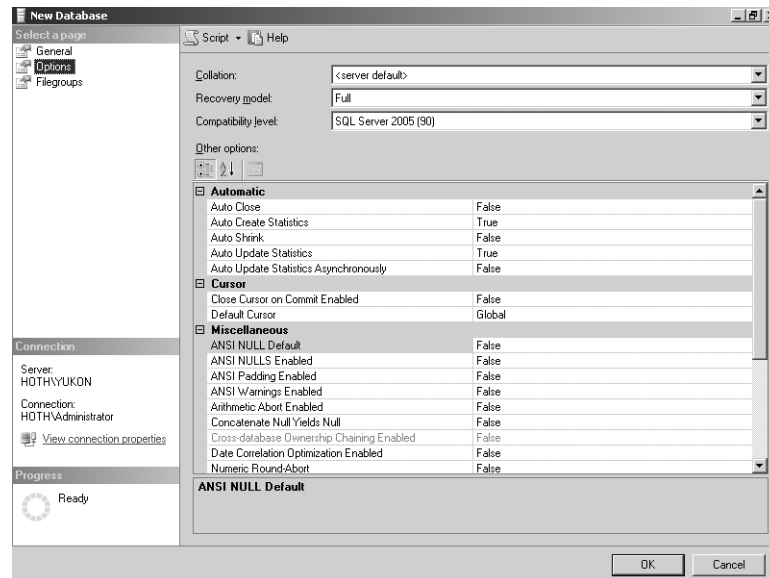 New Database
Select a page
General
Options
Filegroups
Script Help
Collation: <server default>
Recovery model: Full
Compatibility level: SQL Server 2005 (90)
Other options:
Automatic
Auto Close False
Auto Create Statistics True
Auto Shrink False
Auto Update Statistics True
Auto Update Statistics Asynchronously False
Cursor
Close Cursor on Commit Enabled False
Default Cursor Global
Miscellaneous
ANSI NULL Default False
ANSI NULLS Enabled False
ANSI Padding Enabled False
ANSI Warnings Enabled False
Arithmetic Abort Enabled False
Concatenate Null Yields Null False
Cross-database Ownership Chaining Enabled False
Date Correlation Optimization Enabled False
Numeric Round-Abort False
ANSI NULL Default
Connection
Server:
HOTH\YUKON
Connection:
HOTH\Administrator
View connection properties
Progress
Ready
OK Cancel